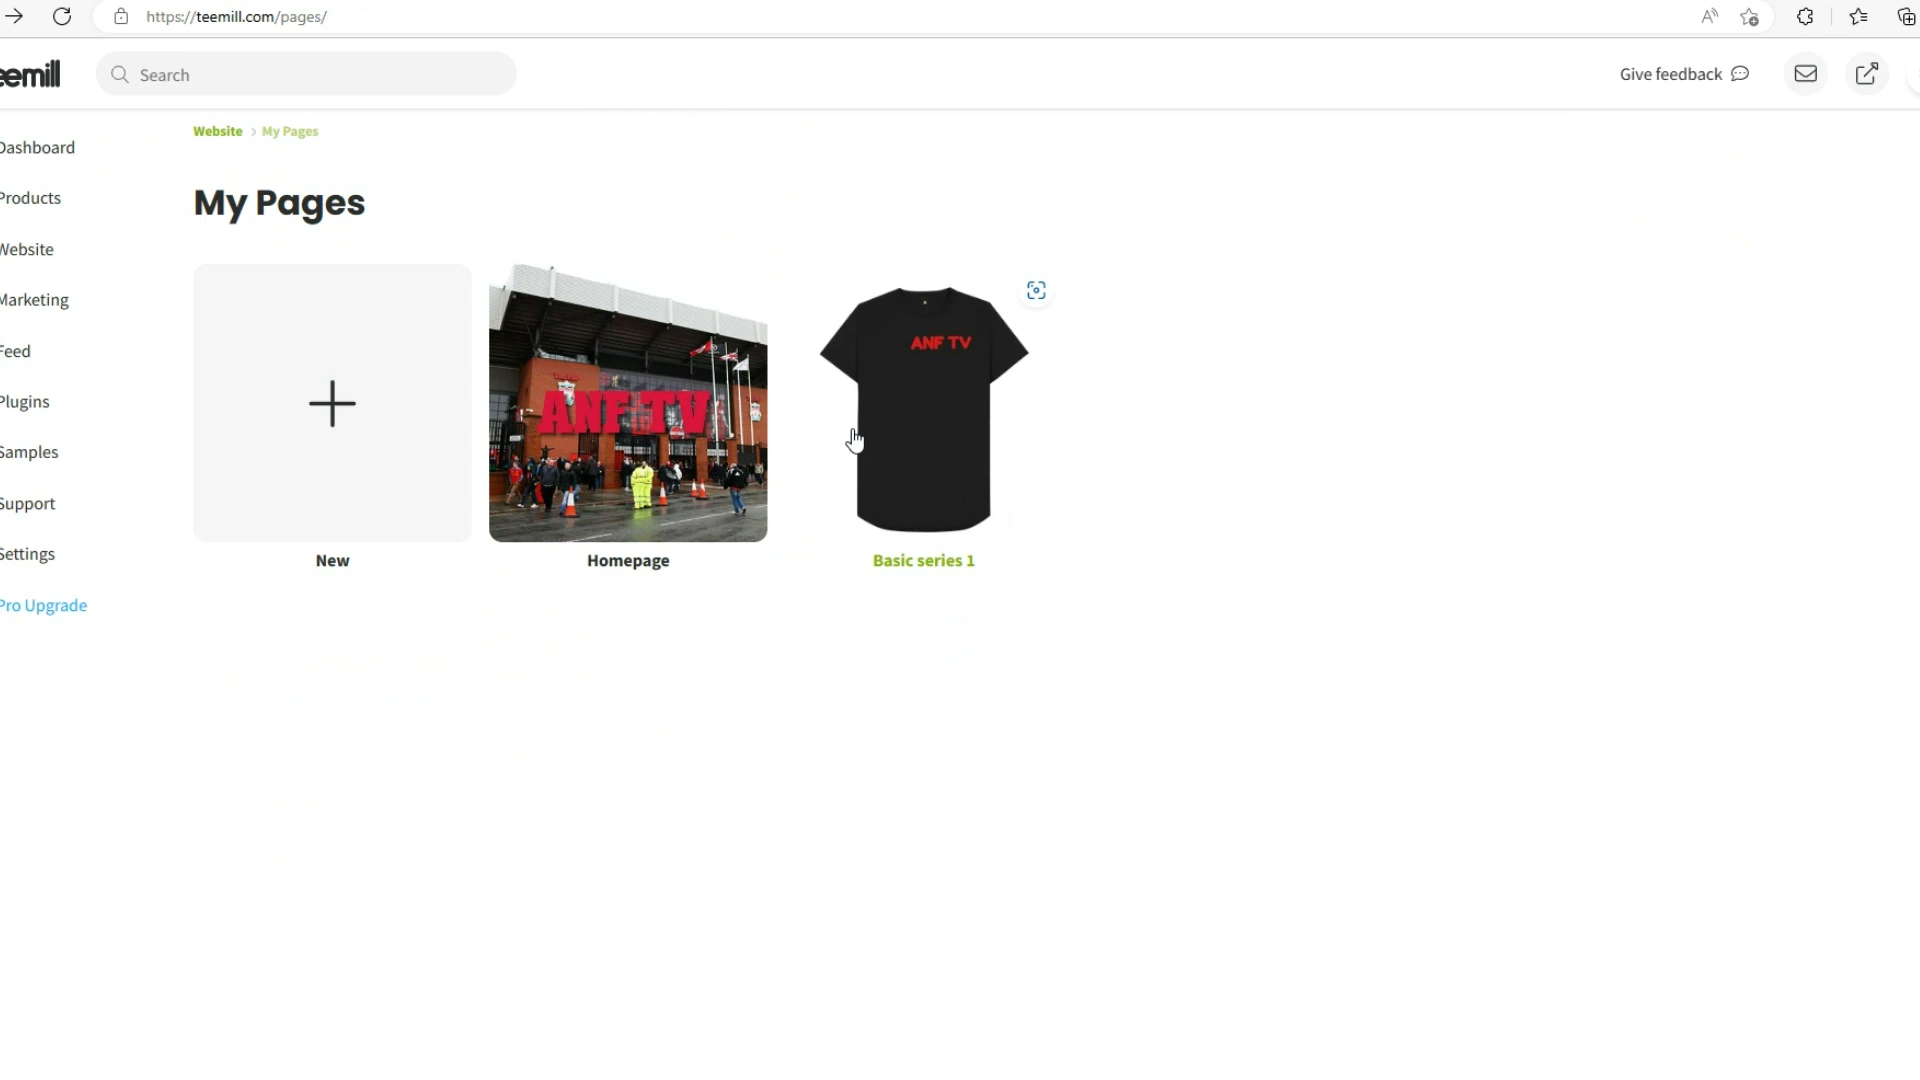 https://teemill.com/pages/
eemill
Search
Give feedback
Website > My Pages
Dashboard
Products
Website
Marketing
Feed
Plugins
Samples
Support
Settings
Pro Upgrade
My Pages
ANF TV
ANF TV
New
Homepage
Basic series 1